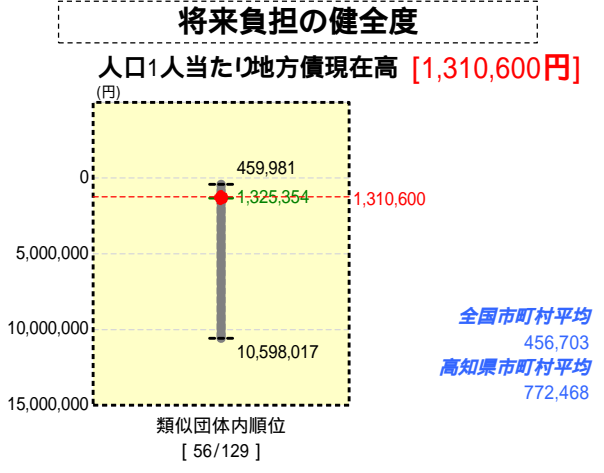 将来負担の健全度
人口1人当たり地方債現在高 [1,310,600円]
(円)
459,981
0
1,325,354
1,310,600
5,000,000
10,000,000
10,598,017
15,000,000
全国市町村平均
456,703
高知県市町村平均
772,468
類似団体内順位
[ 56/129 ]